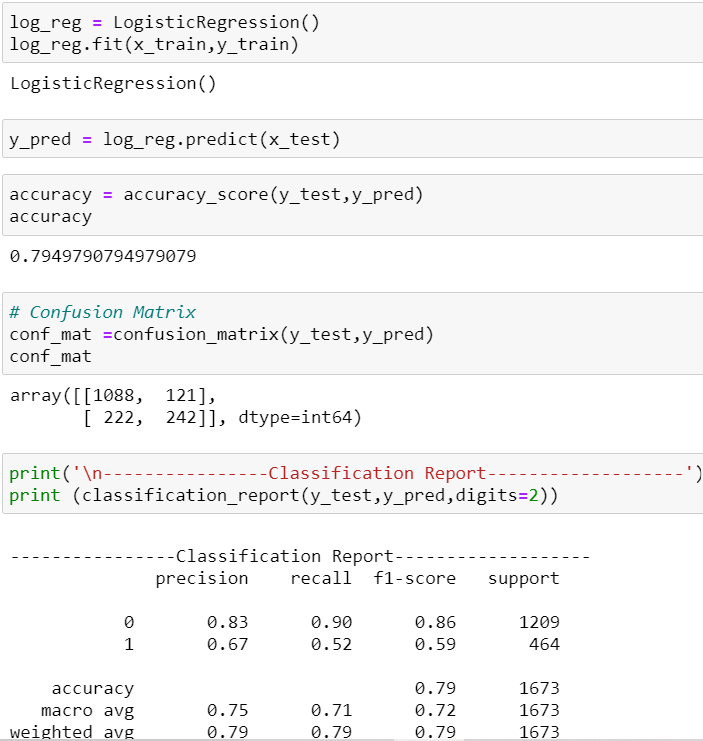 log_reg = LogisticRegression()
log_reg.fit(x_train,y_train)
LogisticRegression()
y_pred = log_reg.predict(x_test)
accuracy = accuracy_score(y_test,y_pred)
accuracy
0.7949790794979079
# Confusion Matrix
conf_mat =confusion_matrix(y_test,y_pred)
conf_mat
array([[1088,  121],
       [ 222,  242]], dtype=int64)
print('\n----------------Classification Report-------------------')
print (classification_report(y_test,y_pred,digits=2))
----------------Classification Report-------------------
              precision    recall  f1-score   support
           0       0.83      0.90      0.86      1209
           1       0.67      0.52      0.59       464
    accuracy                           0.79      1673
   macro avg       0.75      0.71      0.72      1673
weighted avg       0.79      0.79      0.79      1673